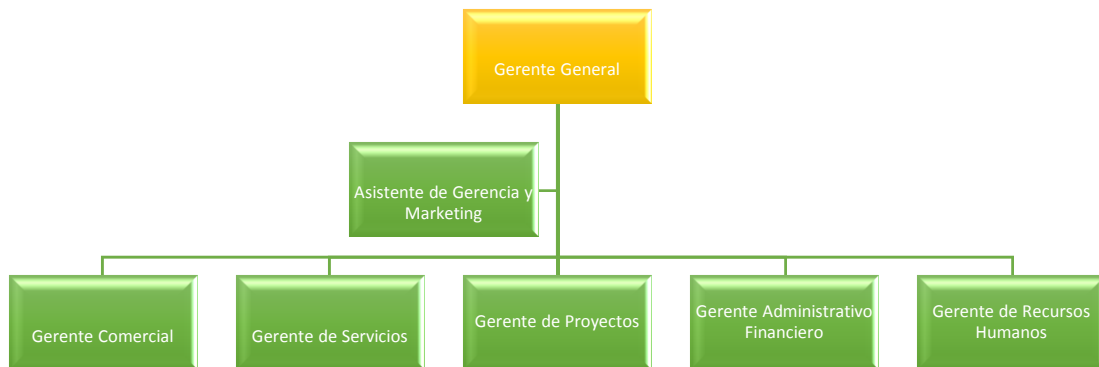 Gerente General
Asistente de Gerencia y
Marketing
Gerente Comercial
Gerente de Servicios
Gerente de Proyectos
Gerente Administrativo
Financiero
Gerente de Recursos
Humanos